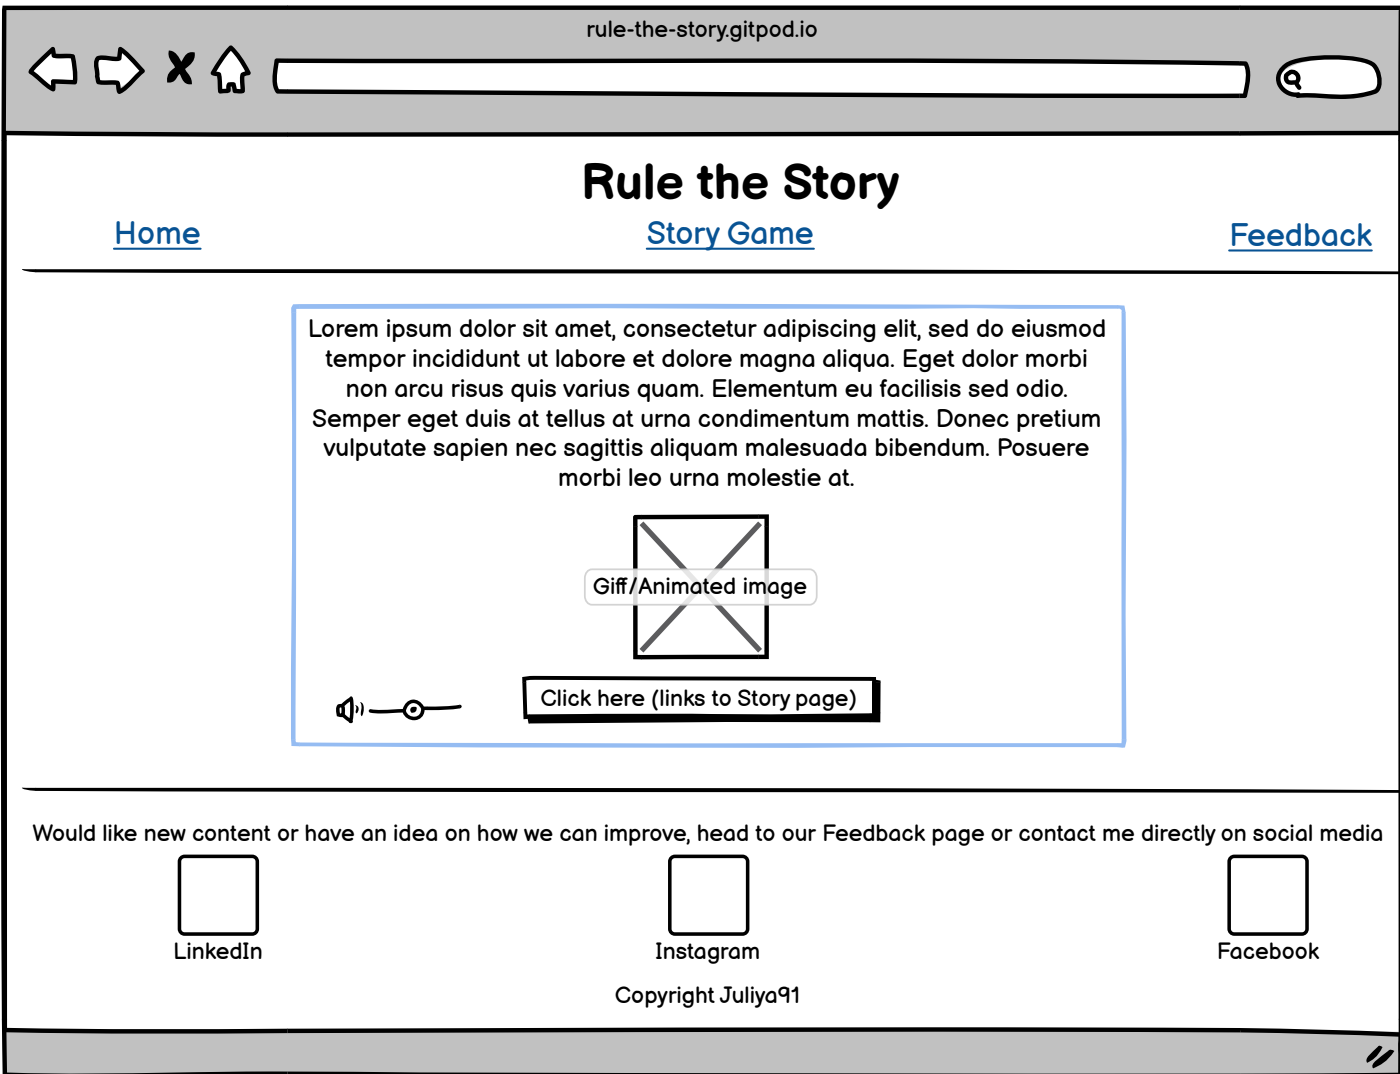 rule-the-story.gitpod.io
Rule the Story
Home
Story Game
Feedback
Lorem ipsum dolor sit amet, consectetur adipiscing elit, sed do eiusmod
tempor incididunt ut labore et dolore magna aliqua. Eget dolor morbi
non arcu risus quis varius quam. Elementum eu facilisis sed odio.
Semper eget duis at tellus at urna condimentum mattis. Donec pretium
vulputate sapien nec sagittis aliquam malesuada bibendum. Posuere
morbi leo urna molestie at.
Giff/Animated image
Click here (links to Story page)
Would like new content or have an idea on how we can improve, head to our Feedback page or contact me directly on social media
LinkedIn
Instagram
Facebook
Copyright Juliya91